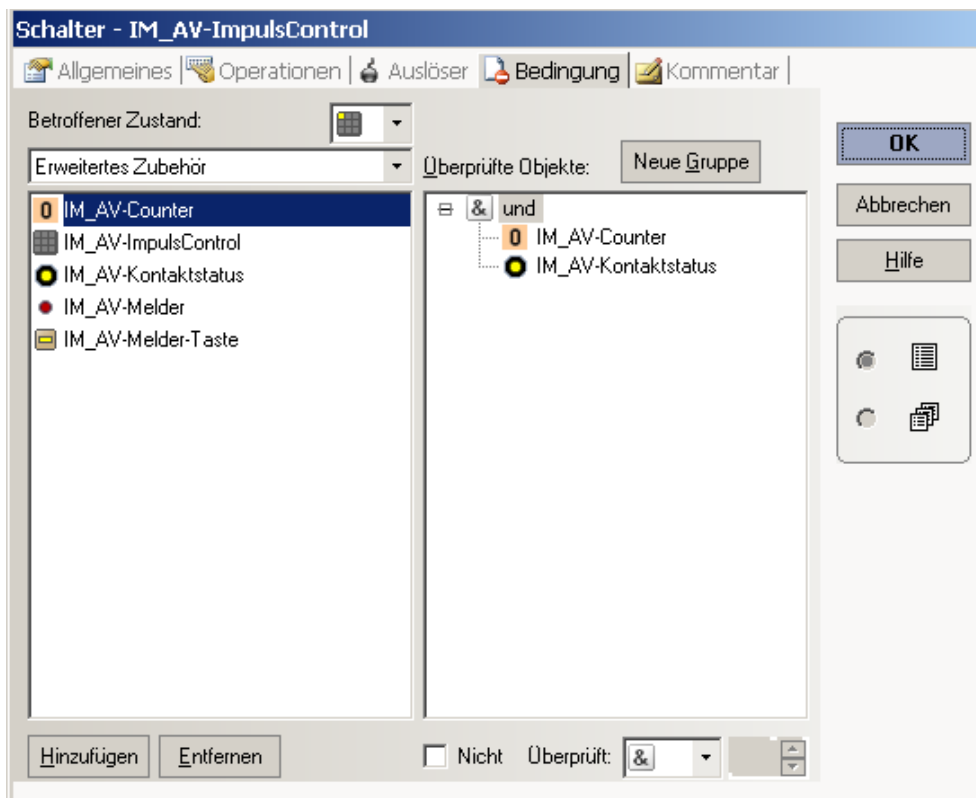 Schalter - IM_AV-ImpulsControl
Allgemeines Operationen Auslöser Bedingung Kommentar
Betroffener Zustand:
Erweitertes Zubehör
Überprüfte Objekte:
Neue Gruppe
0 IM_AV-Counter
IM_AV-ImpulsControl
IM_AV-Kontaktstatus
IM_AV-Melder
IM_AV-Melder-Taste
& und
0 IM_AV-Counter
IM_AV-Kontaktstatus
OK
Abbrechen
Hilfe
Hinzufügen Entfernen
Nicht Überprüft: &